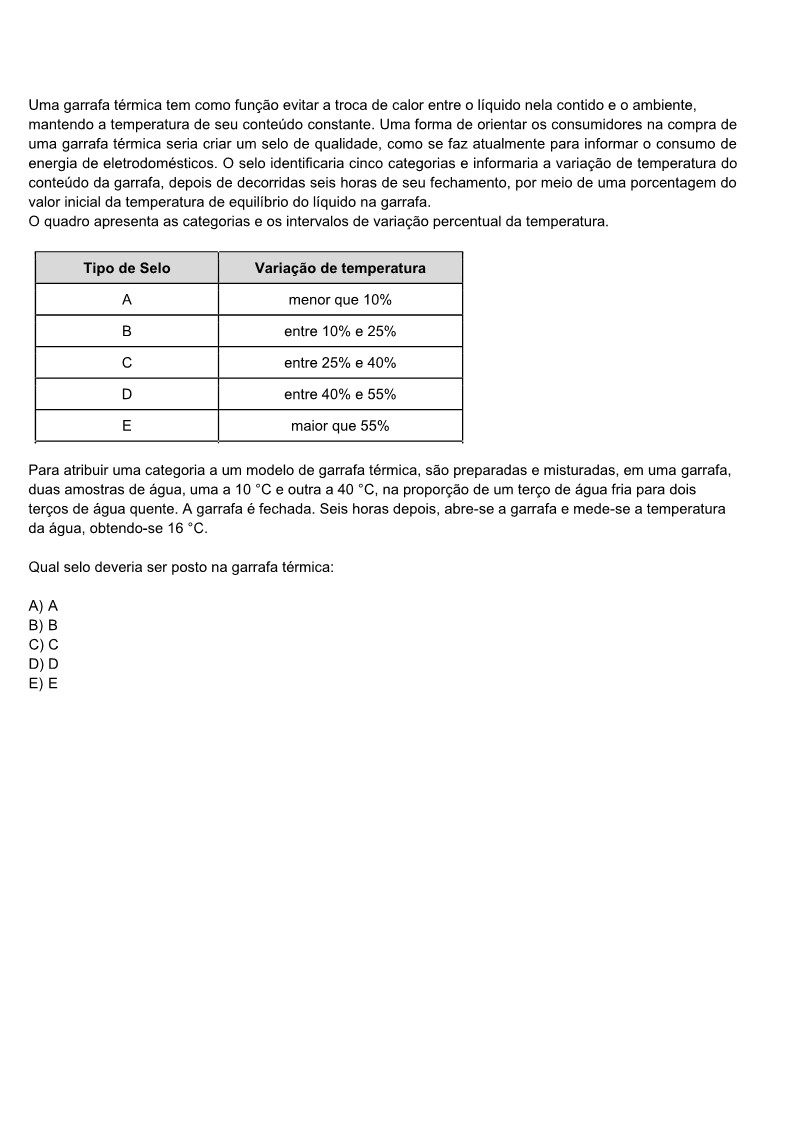 Uma garrafa térmica tem como função evitar a troca de calor entre o líquido nela contido e o ambiente,
mantendo a temperatura de seu conteúdo constante. Uma forma de orientar os consumidores na compra de
uma garrafa térmica seria criar um selo de qualidade, como se faz atualmente para informar o consumo de
energia de eletrodomésticos. O selo identificaria cinco categorias e informaria a variação de temperatura do
conteúdo da garrafa, depois de decorridas seis horas de seu fechamento, por meio de uma porcentagem do
valor inicial da temperatura de equilíbrio do líquido na garrafa.
O quadro apresenta as categorias e os intervalos de variação percentual da temperatura.
Tipo de Selo Variação de temperatura
A menor que 10%
B entre 10% e 25%
C entre 25% e 40%
D entre 40% e 55%
E maior que 55%
Para atribuir uma categoria a um modelo de garrafa térmica, são preparadas e misturadas, em uma garrafa,
duas amostras de água, uma a 10 °C e outra a 40 °C, na proporção de um terço de água fria para dois
terços de água quente. A garrafa é fechada. Seis horas depois, abre-se a garrafa e mede-se a temperatura
da água, obtendo-se 16 °C.
Qual selo deveria ser posto na garrafa térmica:
A) A
B) B
C) C
D) D
E) E